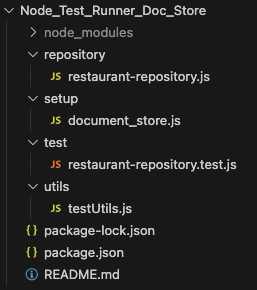 Node_Test_Runner_Doc_Store
node_modules
repository
JS restaurant-repository.js
setup
JS document_store.js
test
JS restaurant-repository.test.js
utils
JS testUtils.js
{} package-lock.json
{} package.json
README.md